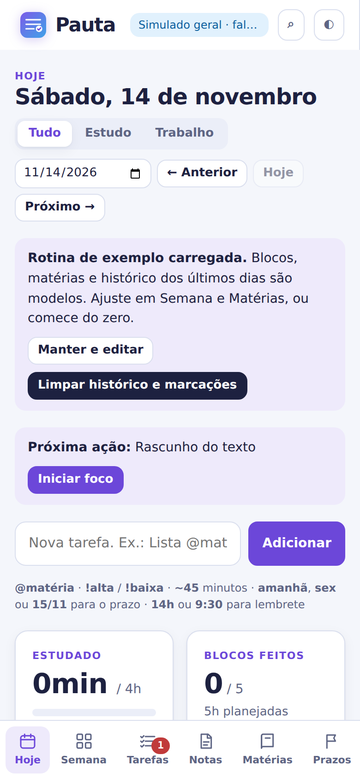 Pauta
Simulado geral · fal…
HOJE
Sábado, 14 de novembro
Tudo Estudo Trabalho
11/14/2026 ← Anterior Hoje
Próximo →
Rotina de exemplo carregada. Blocos,
matérias e histórico dos últimos dias são
modelos. Ajuste em Semana e Matérias, ou
comece do zero.
Manter e editar
Limpar histórico e marcações
Próxima ação: Rascunho do texto
Iniciar foco
Nova tarefa. Ex.: Lista @mat
Adicionar
@matéria · !alta / !baixa · ~45 minutos · amanhã, sex
ou 15/11 para o prazo · 14h ou 9:30 para lembrete
ESTUDADO
0min / 4h
BLOCOS FEITOS
0 / 5
5h planejadas
1
Hoje Semana Tarefas Notas Matérias Prazos